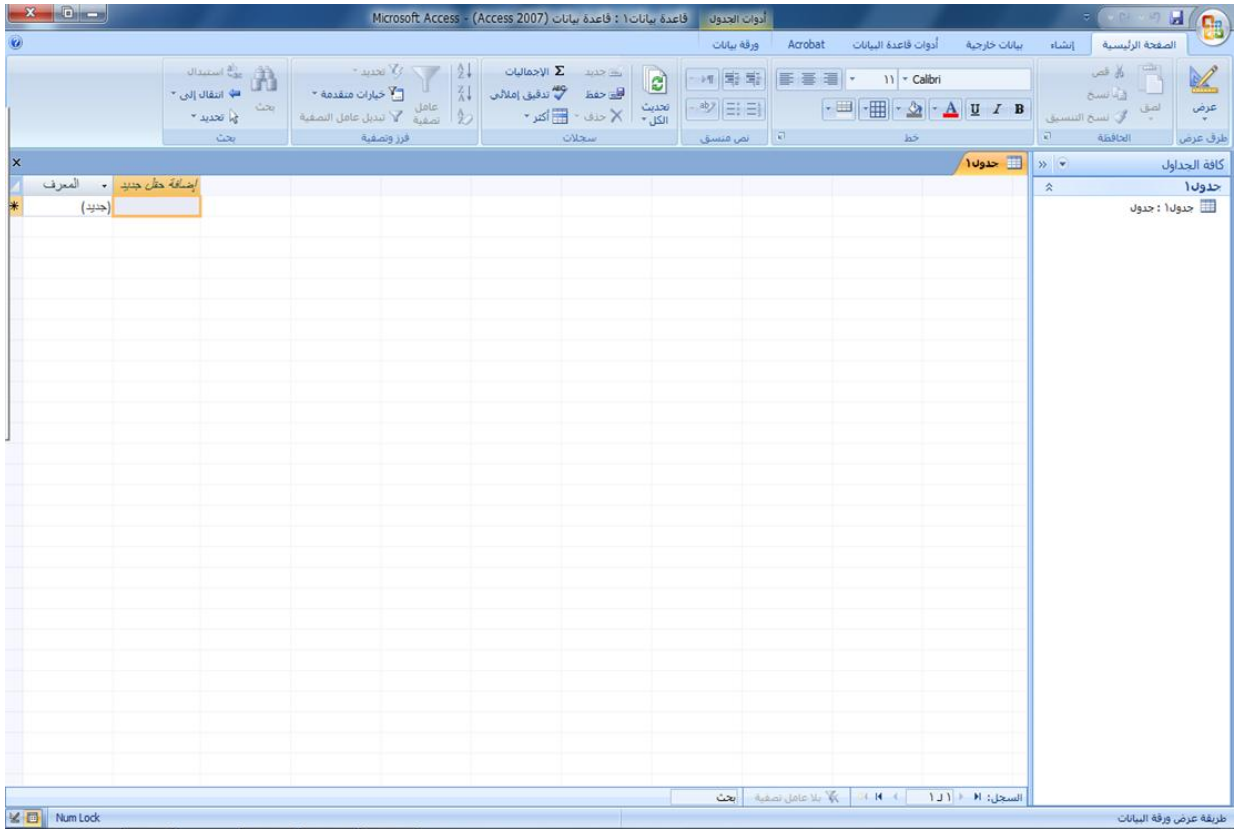 أدوات الجدول
قاعدة بيانات١ : قاعدة بيانات (Access 2007) - Microsoft Access
الصفحة الرئيسية إنشاء بيانات خارجية أدوات قاعدة البيانات Acrobat ورقة بيانات
عرض
طرق عرض
لصق
قص
نسخ
نسخ التنسيق
الحافظة
Calibri ١١
B I U A
خط
نص منسق
تحديث الكل
جديد
حفظ
حذف
الإجماليات
تدقيق إملائي
أكثر
سجلات
عامل تصفية
تحديد
خيارات متقدمة
تبديل عامل التصفية
فرز وتصفية
بحث
استبدال
انتقال إلى
تحديد
بحث
كافة الجداول
جدول١
جدول١ : جدول
جدول١
المعرف إضافة حقل جديد
(جديد)
السجل: ١ لـ ١ بلا عامل تصفية بحث
طريقة عرض ورقة البيانات
Num Lock